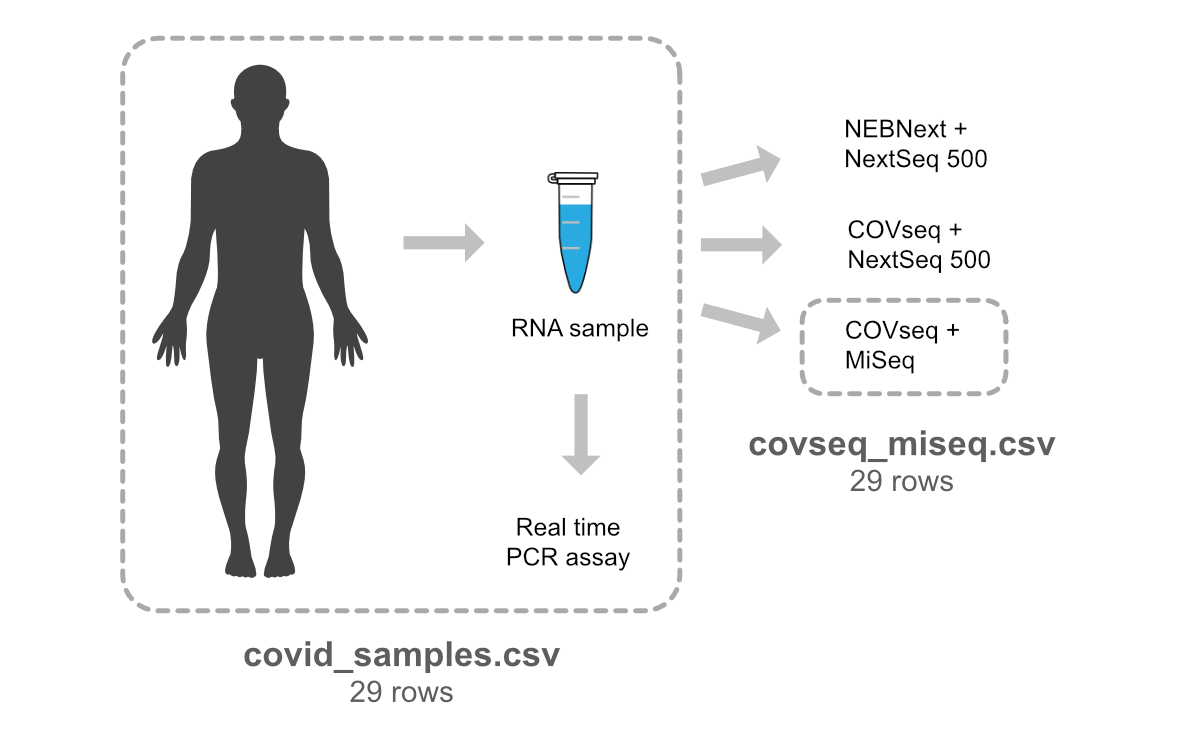 NEBNext +
NextSeq 500
COVseq +
NextSeq 500
RNA sample
COVseq +
MiSeq
covseq_miseq.csv
29 rows
Real time
PCR assay
covid_samples.csv
29 rows